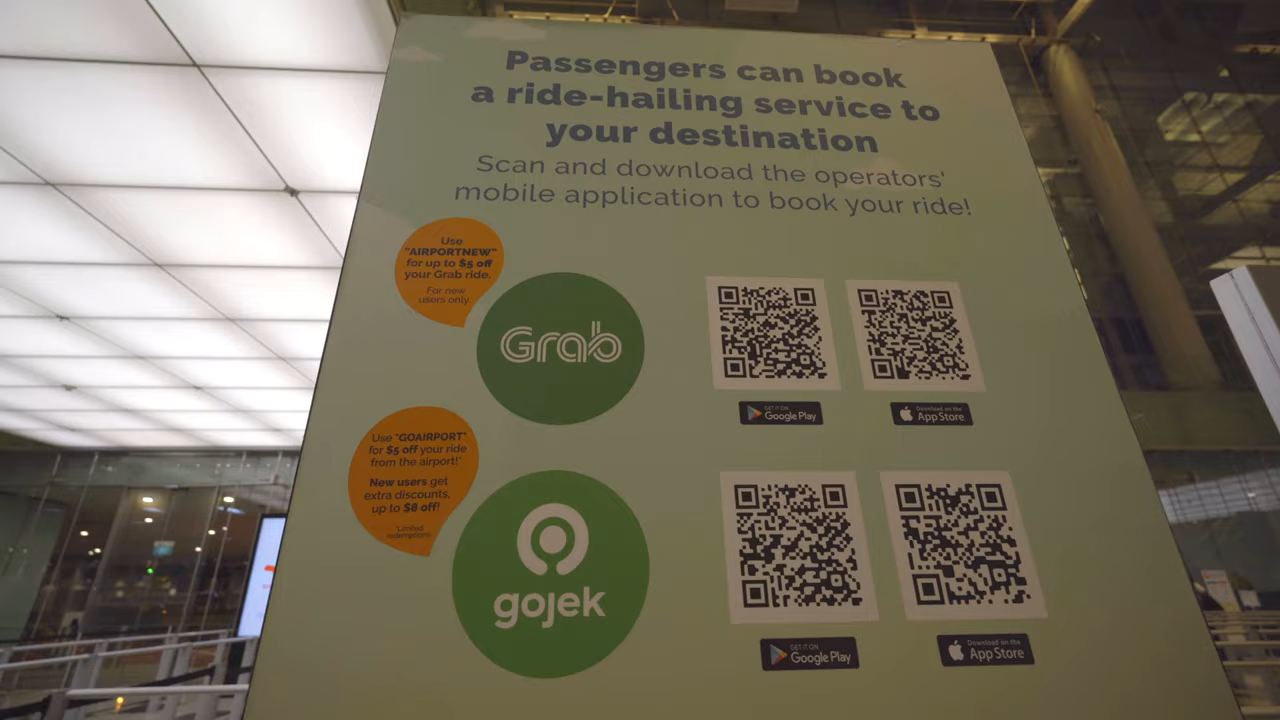 Passengers can book
a ride-hailing service to
your destination
Scan and download the operators'
mobile application to book your ride!
Use
"AIRPORTNEW"
for up to $5 off
your Grab ride.
For new
users only.
Grab
GET IT ON
Google Play
Download on the
App Store
Use "GOAIRPORT"
for $5 off your ride
from the airport!*
New users get
extra discounts,
up to $8 off!
*Limited
redemptions.
gojek
GET IT ON
Google Play
Download on the
App Store